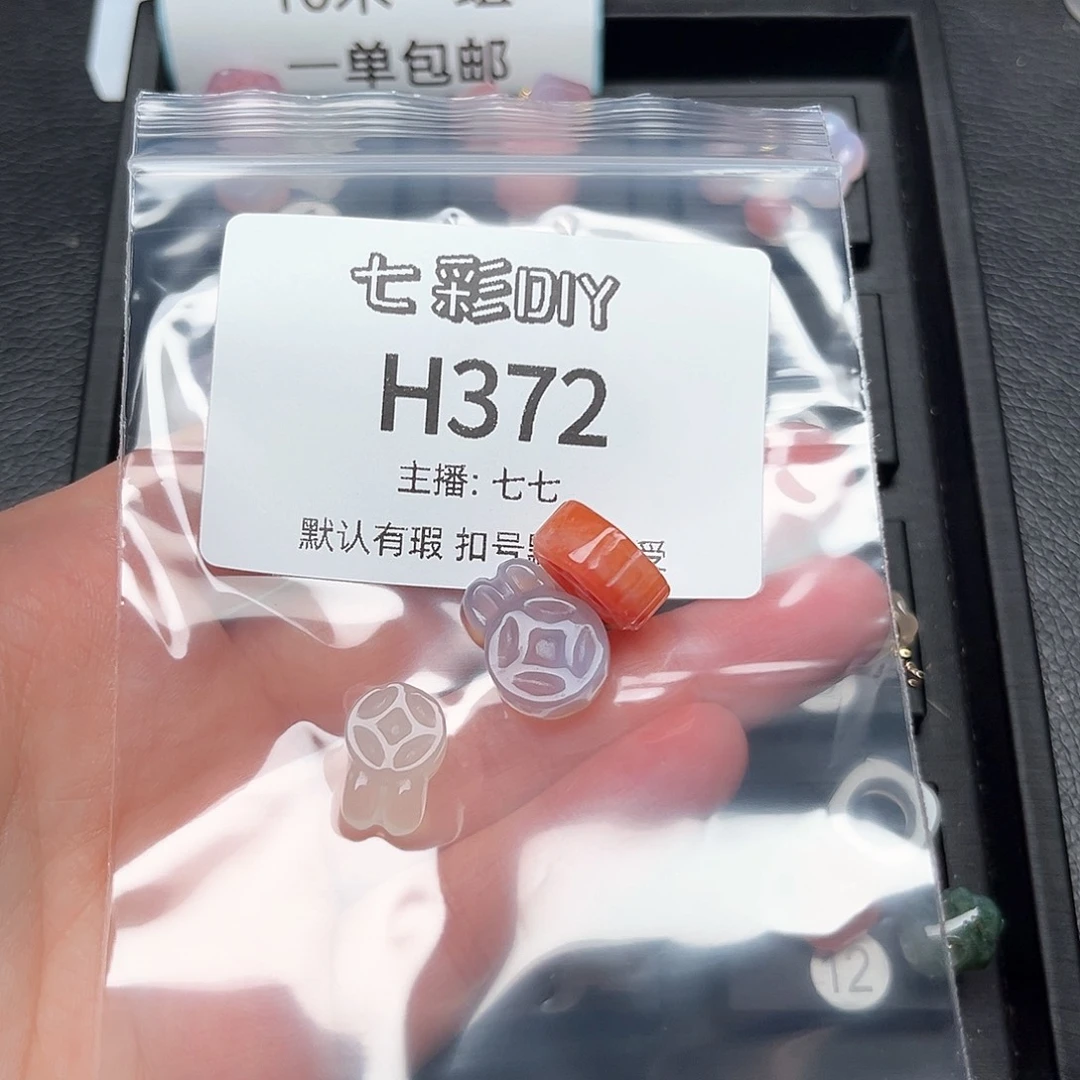 一单包邮
七彩DIY
H372
主播: 七七
默认有瑕 扣号 受
12